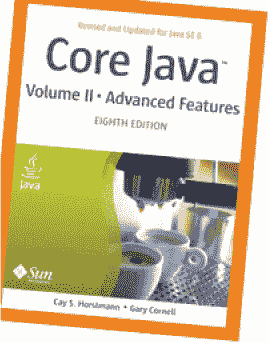 Revised and Updated for Java SE 6
Core Java™
Volume II • Advanced Features
EIGHTH EDITION
Java
Sun
Cay S. Horstmann • Gary Cornell